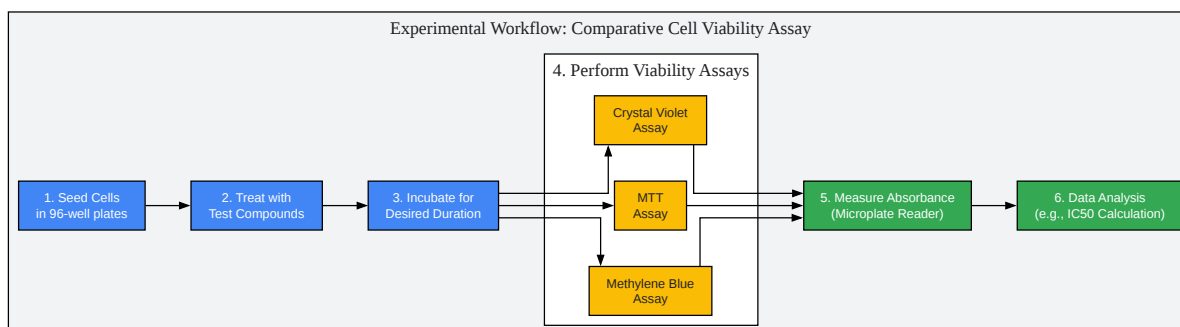 Experimental Workflow: Comparative Cell Viability Assay
1. Seed Cells
in 96-well plates
2. Treat with
Test Compounds
3. Incubate for
Desired Duration
4. Perform Viability Assays
Crystal Violet
Assay
MTT
Assay
Methylene Blue
Assay
5. Measure Absorbance
(Microplate Reader)
6. Data Analysis
(e.g., IC50 Calculation)